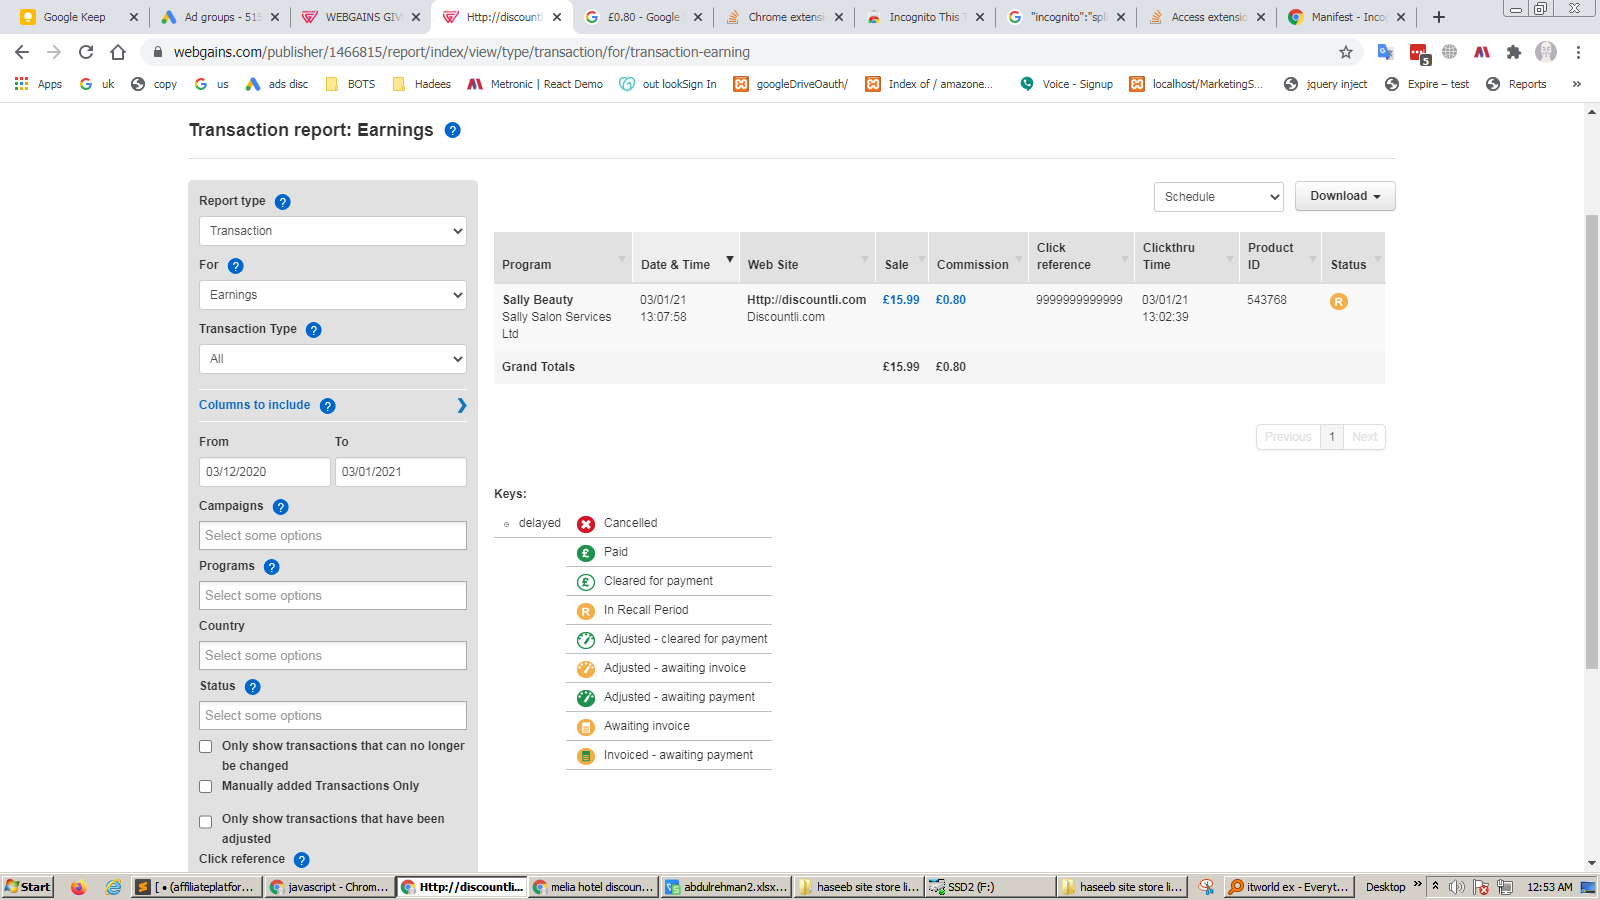 Google Keep
Ad groups - 515
WEBGAINS GIV
Http://discountl
£0.80 - Google
Chrome extensi
Incognito This T
"incognito":"spl
Access extensio
Manifest - Inco
webgains.com/publisher/1466815/report/index/view/type/transaction/for/transaction-earning
5
Apps
uk
copy
us
ads disc
BOTS
Hadees
Metronic | React Demo
out lookSign In
googleDriveOauth/
Index of / amazone...
Voice - Signup
localhost/MarketingS...
jquery inject
Expire – test
Reports
»
Transaction report: Earnings ?
Report type ?
Transaction
For ?
Earnings
Transaction Type ?
All
Columns to include ?
From
To
03/12/2020
03/01/2021
Campaigns ?
Select some options
Programs ?
Select some options
Country
Select some options
Status ?
Select some options
Only show transactions that can no longer
be changed
Manually added Transactions Only
Only show transactions that have been
adjusted
Click reference ?
Schedule
Download
Program
Date & Time
Web Site
Sale
Commission
Click
reference
Clickthru
Time
Product
ID
Status
Sally Beauty
Sally Salon Services
Ltd
03/01/21
13:07:58
Http://discountli.com
Discountli.com
£15.99
£0.80
9999999999999
03/01/21
13:02:39
543768
R
Grand Totals
£15.99
£0.80
Previous
1
Next
Keys:
delayed
Cancelled
£ Paid
£ Cleared for payment
R In Recall Period
Adjusted - cleared for payment
Adjusted - awaiting invoice
Adjusted - awaiting payment
Awaiting invoice
Invoiced - awaiting payment
Start
[ • (affiliateplatfor...
javascript - Chrom...
Http://discountli...
melia hotel discoun...
abdulrehman2.xlsx...
haseeb site store li...
SSD2 (F:)
haseeb site store li...
itworld ex - Everyt...
Desktop »
12:53 AM